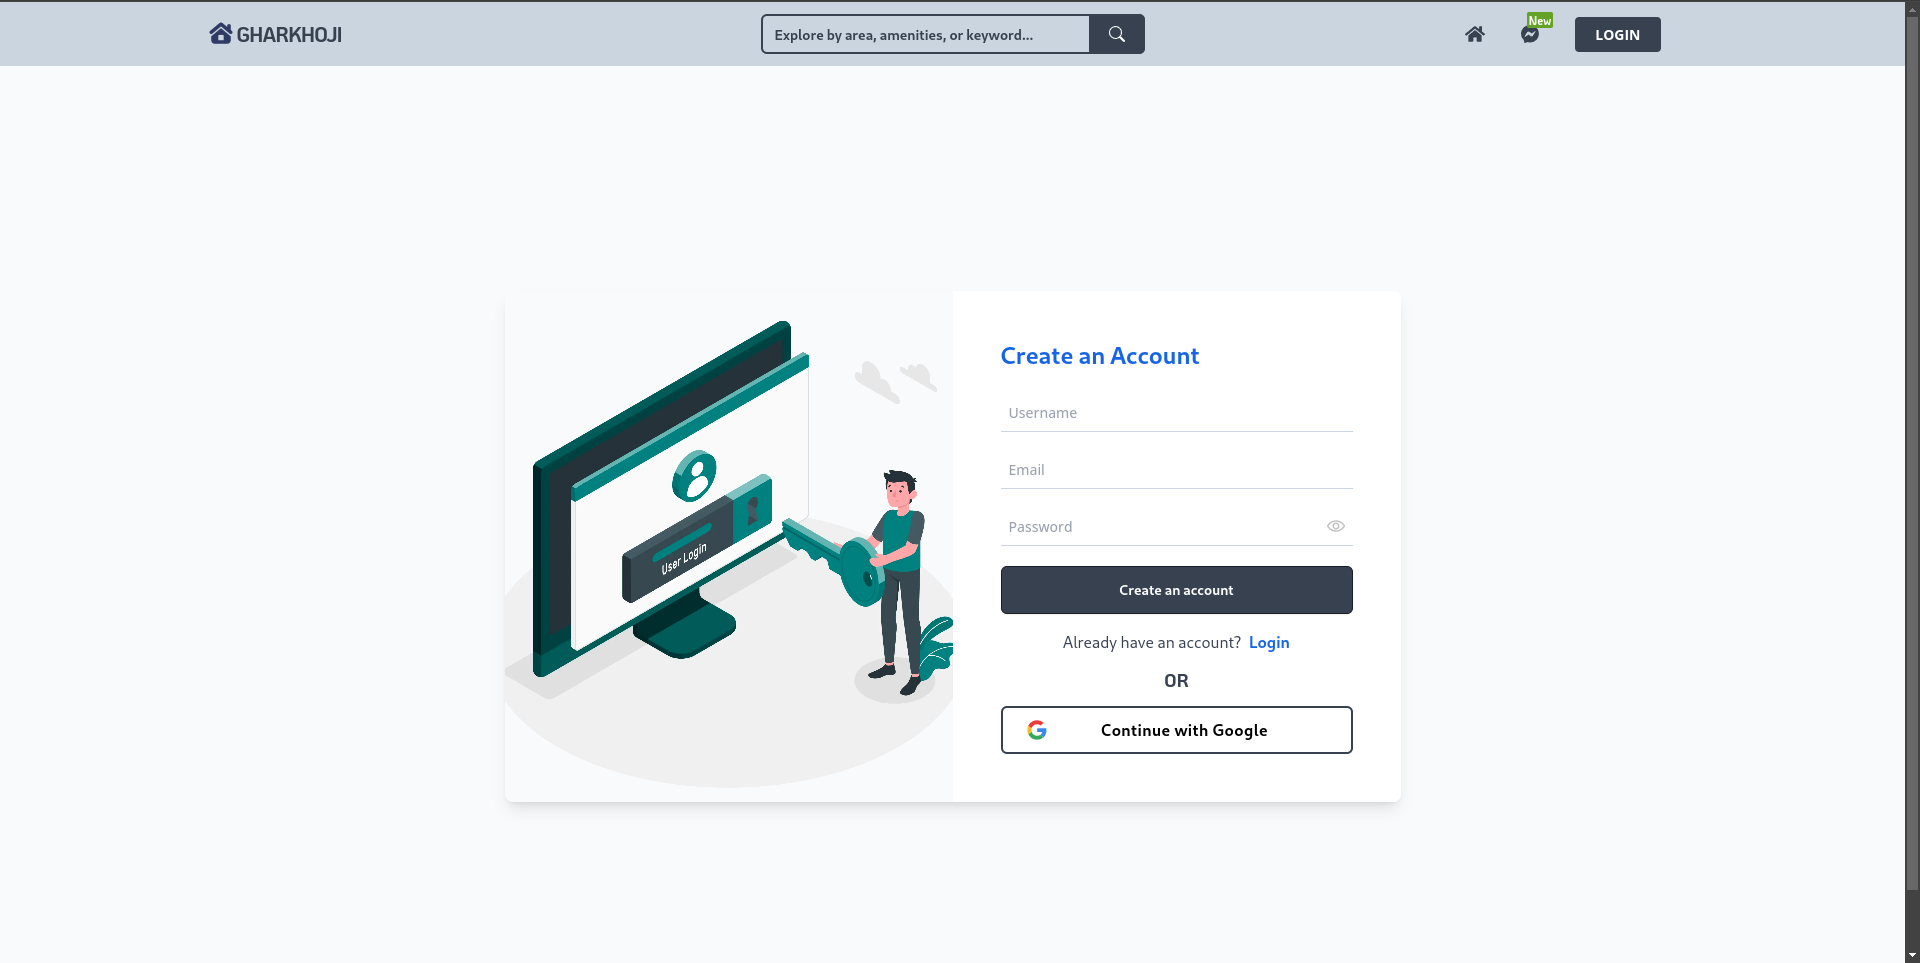 GHARKHOJI
Explore by area, amenities, or keyword...
New
LOGIN
User Login
Create an Account
Username
Email
Password
Create an account
Already have an account? Login
OR
Continue with Google